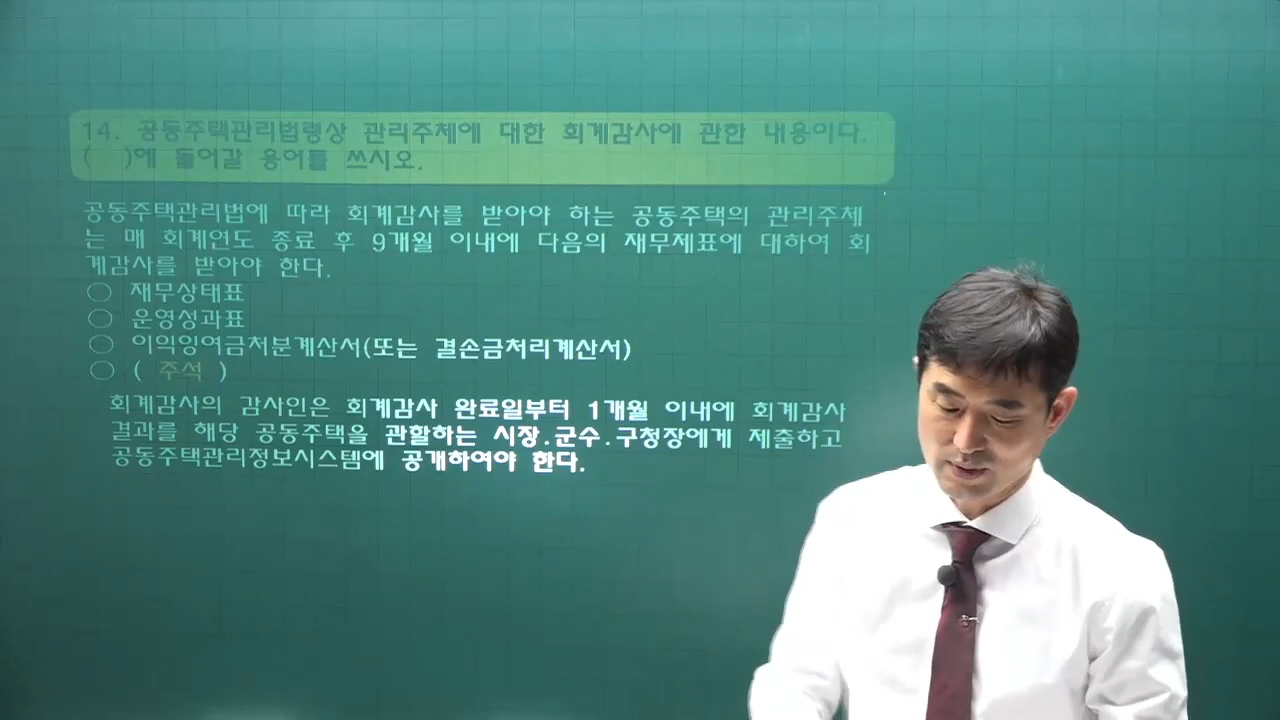 14. 공동주택관리법령상 관리주체에 대한 회계감사에 관한 내용이다.
(   )에 들어갈 용어를 쓰시오.
공동주택관리법에 따라 회계감사를 받아야 하는 공동주택의 관리주체
는 매 회계연도 종료 후 9개월 이내에 다음의 재무제표에 대하여 회
계감사를 받아야 한다.
○ 재무상태표
○ 운영성과표
○ 이익잉여금처분계산서(또는 결손금처리계산서)
○ ( 주석 )
회계감사의 감사인은 회계감사 완료일부터 1개월 이내에 회계감사
결과를 해당 공동주택을 관할하는 시장.군수.구청장에게 제출하고
공동주택관리정보시스템에 공개하여야 한다.